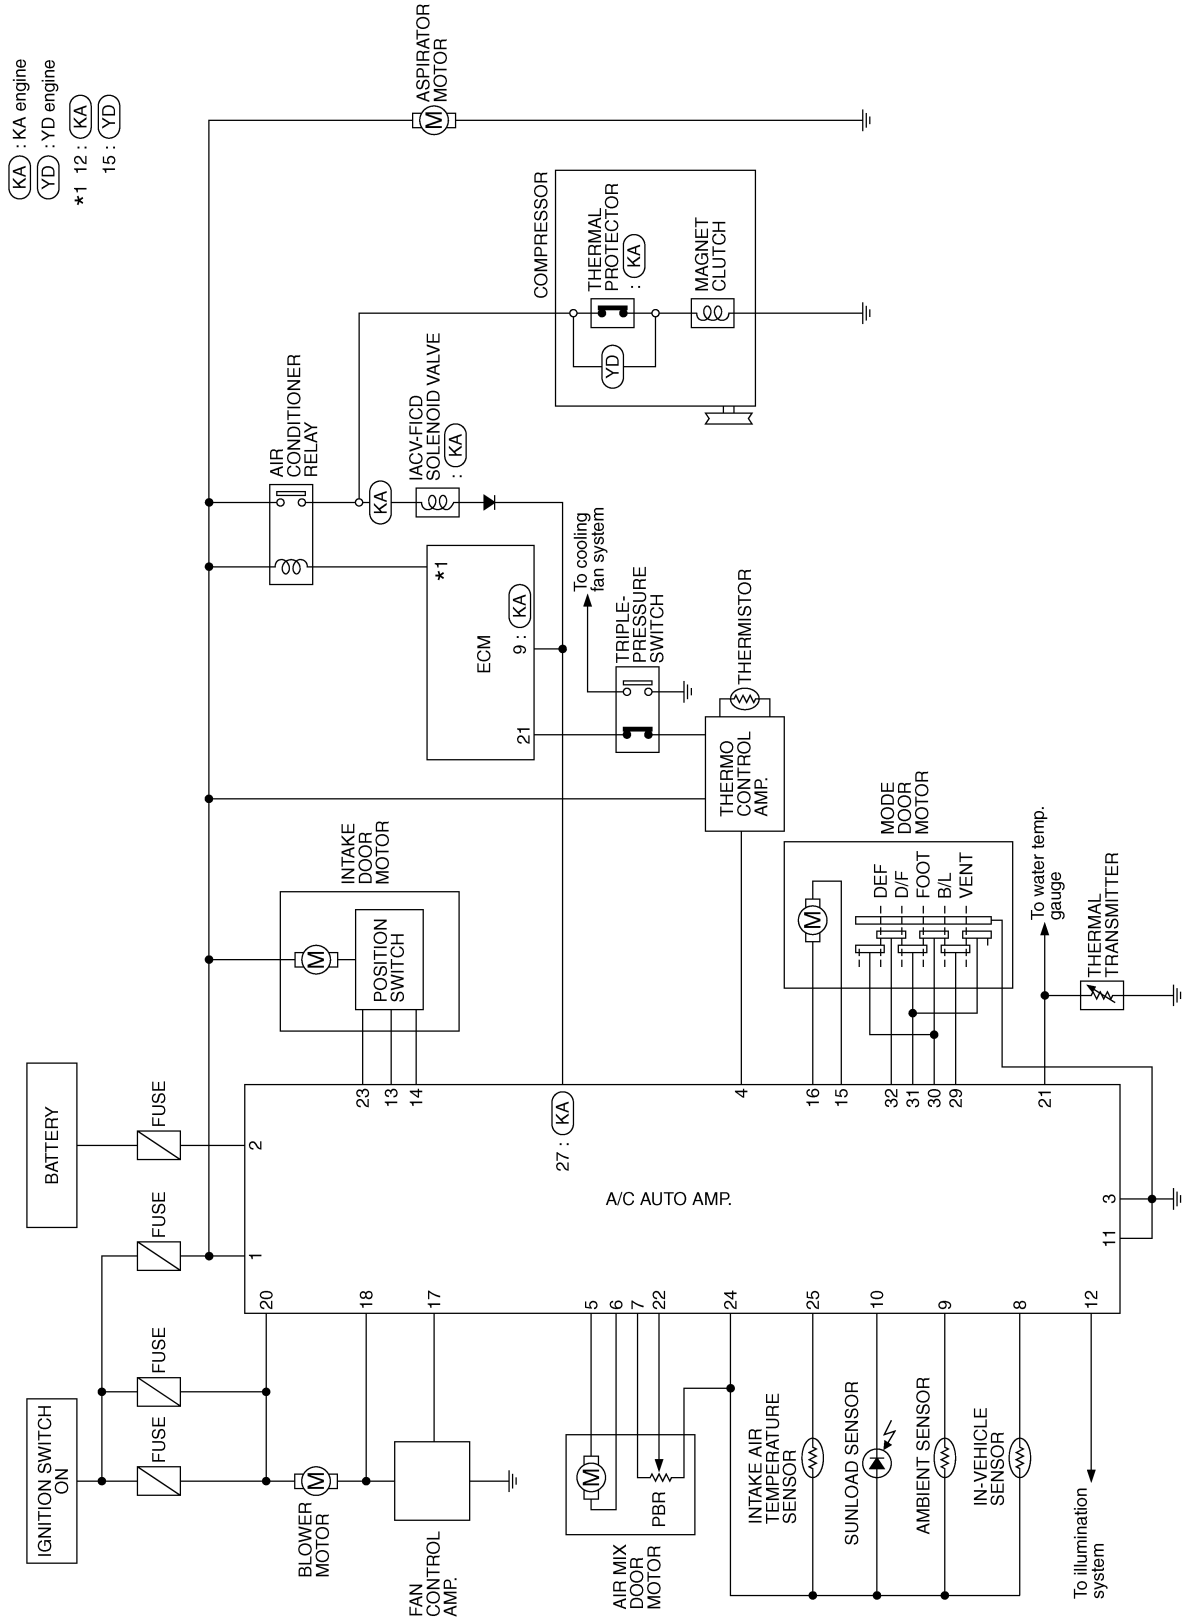 IGNITION SWITCH
ON
BATTERY
FUSE
FUSE
FUSE
FUSE
KA : KA engine
YD : YD engine
*1 12 : KA
15 : YD
BLOWER
MOTOR
M
FAN
CONTROL
AMP.
20
18
17
1
2
INTAKE
DOOR
MOTOR
M
POSITION
SWITCH
23
13
14
AIR
CONDITIONER
RELAY
KA
IACV-FICD
SOLENOID VALVE
: KA
*1
ECM
9 : KA
21
ASPIRATOR
MOTOR
M
COMPRESSOR
THERMAL
PROTECTOR
: KA
YD
MAGNET
CLUTCH
To cooling
fan system
TRIPLE-
PRESSURE
SWITCH
THERMISTOR
THERMO
CONTROL
AMP.
27 : KA
4
A/C AUTO AMP.
AIR MIX
DOOR
MOTOR
M
PBR
5
6
7
22
24
25
10
9
8
12
INTAKE AIR
TEMPERATURE
SENSOR
SUNLOAD SENSOR
AMBIENT SENSOR
IN-VEHICLE
SENSOR
To illumination
system
MODE
DOOR
MOTOR
M
DEF
D/F
FOOT
B/L
VENT
16
15
32
31
30
29
21
To water temp.
gauge
THERMAL
TRANSMITTER
3
11